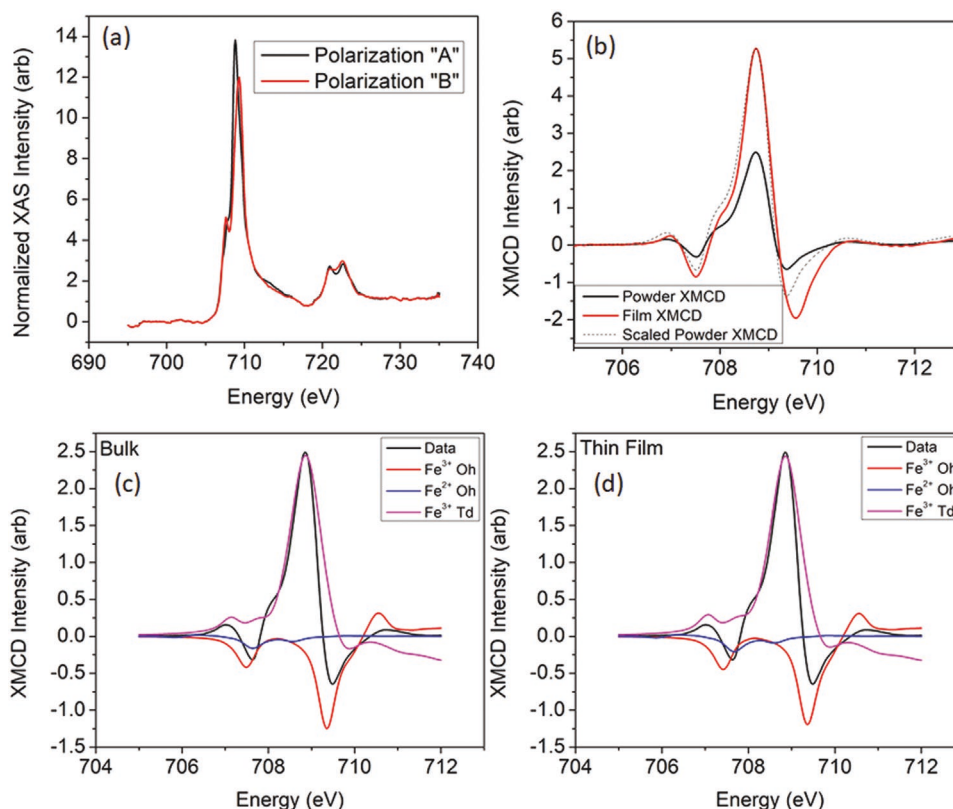 (a)
Polarization "A"
Polarization "B"
Normalized XAS Intensity (arb)
14
12
10
8
6
4
2
0
690 700 710 720 730 740
Energy (eV)
(b)
XMCD Intensity (arb)
6
5
4
3
2
1
0
-1
-2
Powder XMCD
Film XMCD
Scaled Powder XMCD
706 708 710 712
Energy (eV)
Bulk
(c)
Data
Fe³⁺ Oh
Fe²⁺ Oh
Fe³⁺ Td
XMCD Intensity (arb)
2.5
2.0
1.5
1.0
0.5
0.0
-0.5
-1.0
-1.5
704 706 708 710 712
Energy (eV)
Thin Film
(d)
Data
Fe³⁺ Oh
Fe²⁺ Oh
Fe³⁺ Td
XMCD Intensity (arb)
2.5
2.0
1.5
1.0
0.5
0.0
-0.5
-1.0
-1.5
704 706 708 710 712
Energy (eV)